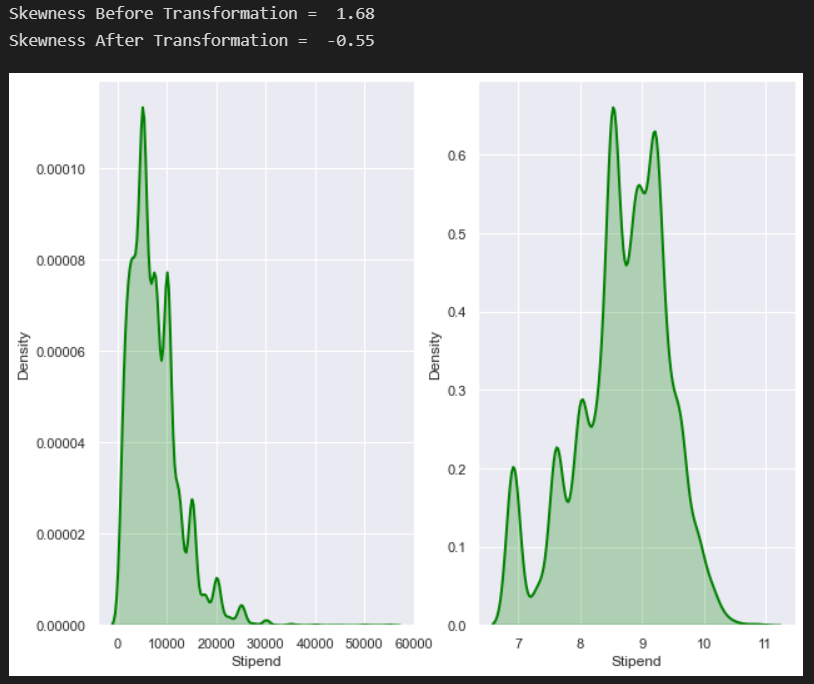 Skewness Before Transformation =  1.68
Skewness After Transformation =  -0.55
0.00010
0.00008
0.00006
0.00004
0.00002
0.00000
Density
0 10000 20000 30000 40000 50000 60000
Stipend
0.6
0.5
0.4
0.3
0.2
0.1
0.0
Density
7 8 9 10 11
Stipend